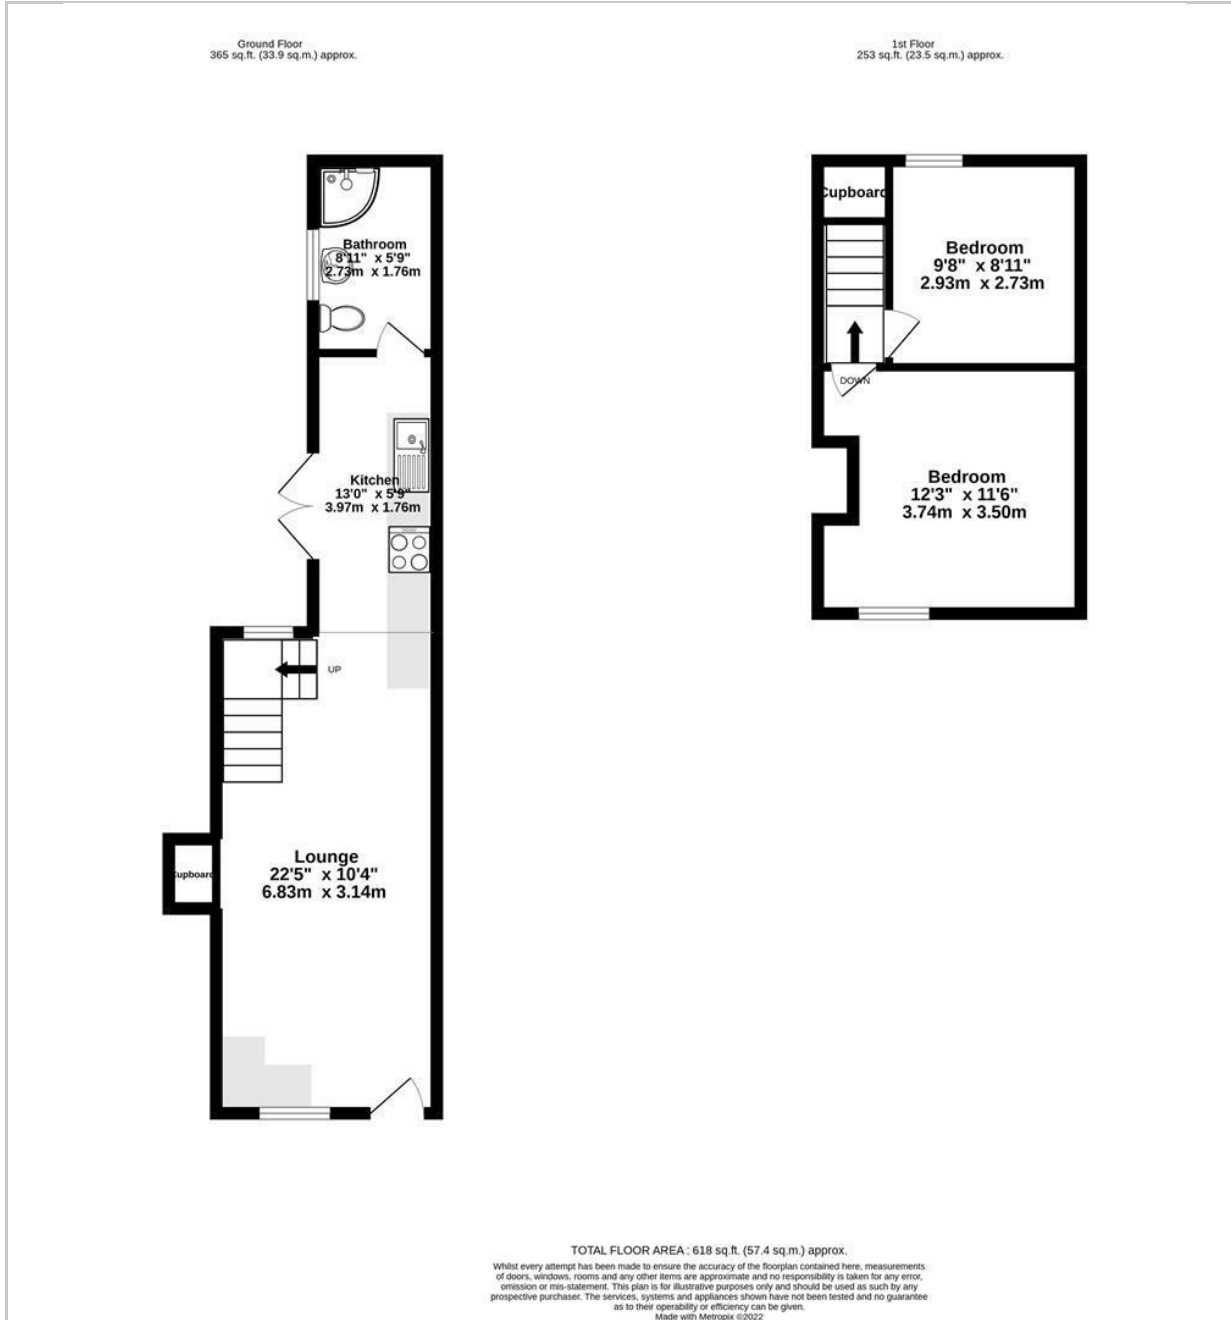 Ground Floor
365 sq.ft. (33.9 sq.m.) approx.
1st Floor
253 sq.ft. (23.5 sq.m.) approx.
Bathroom
8'11" x 5'9"
2.73m x 1.76m
Kitchen
13'0" x 5'9"
3.97m x 1.76m
UP
Lounge
22'5" x 10'4"
6.83m x 3.14m
Cupboard
Cupboard
Bedroom
9'8" x 8'11"
2.93m x 2.73m
DOWN
Bedroom
12'3" x 11'6"
3.74m x 3.50m
TOTAL FLOOR AREA : 618 sq.ft. (57.4 sq.m.) approx.
Whilst every attempt has been made to ensure the accuracy of the floorplan contained here, measurements
of doors, windows, rooms and any other items are approximate and no responsibility is taken for any error,
omission or mis-statement. This plan is for illustrative purposes only and should be used as such by any
prospective purchaser. The services, systems and appliances shown have not been tested and no guarantee
as to their operability or efficiency can be given.
Made with Metropix ©2022